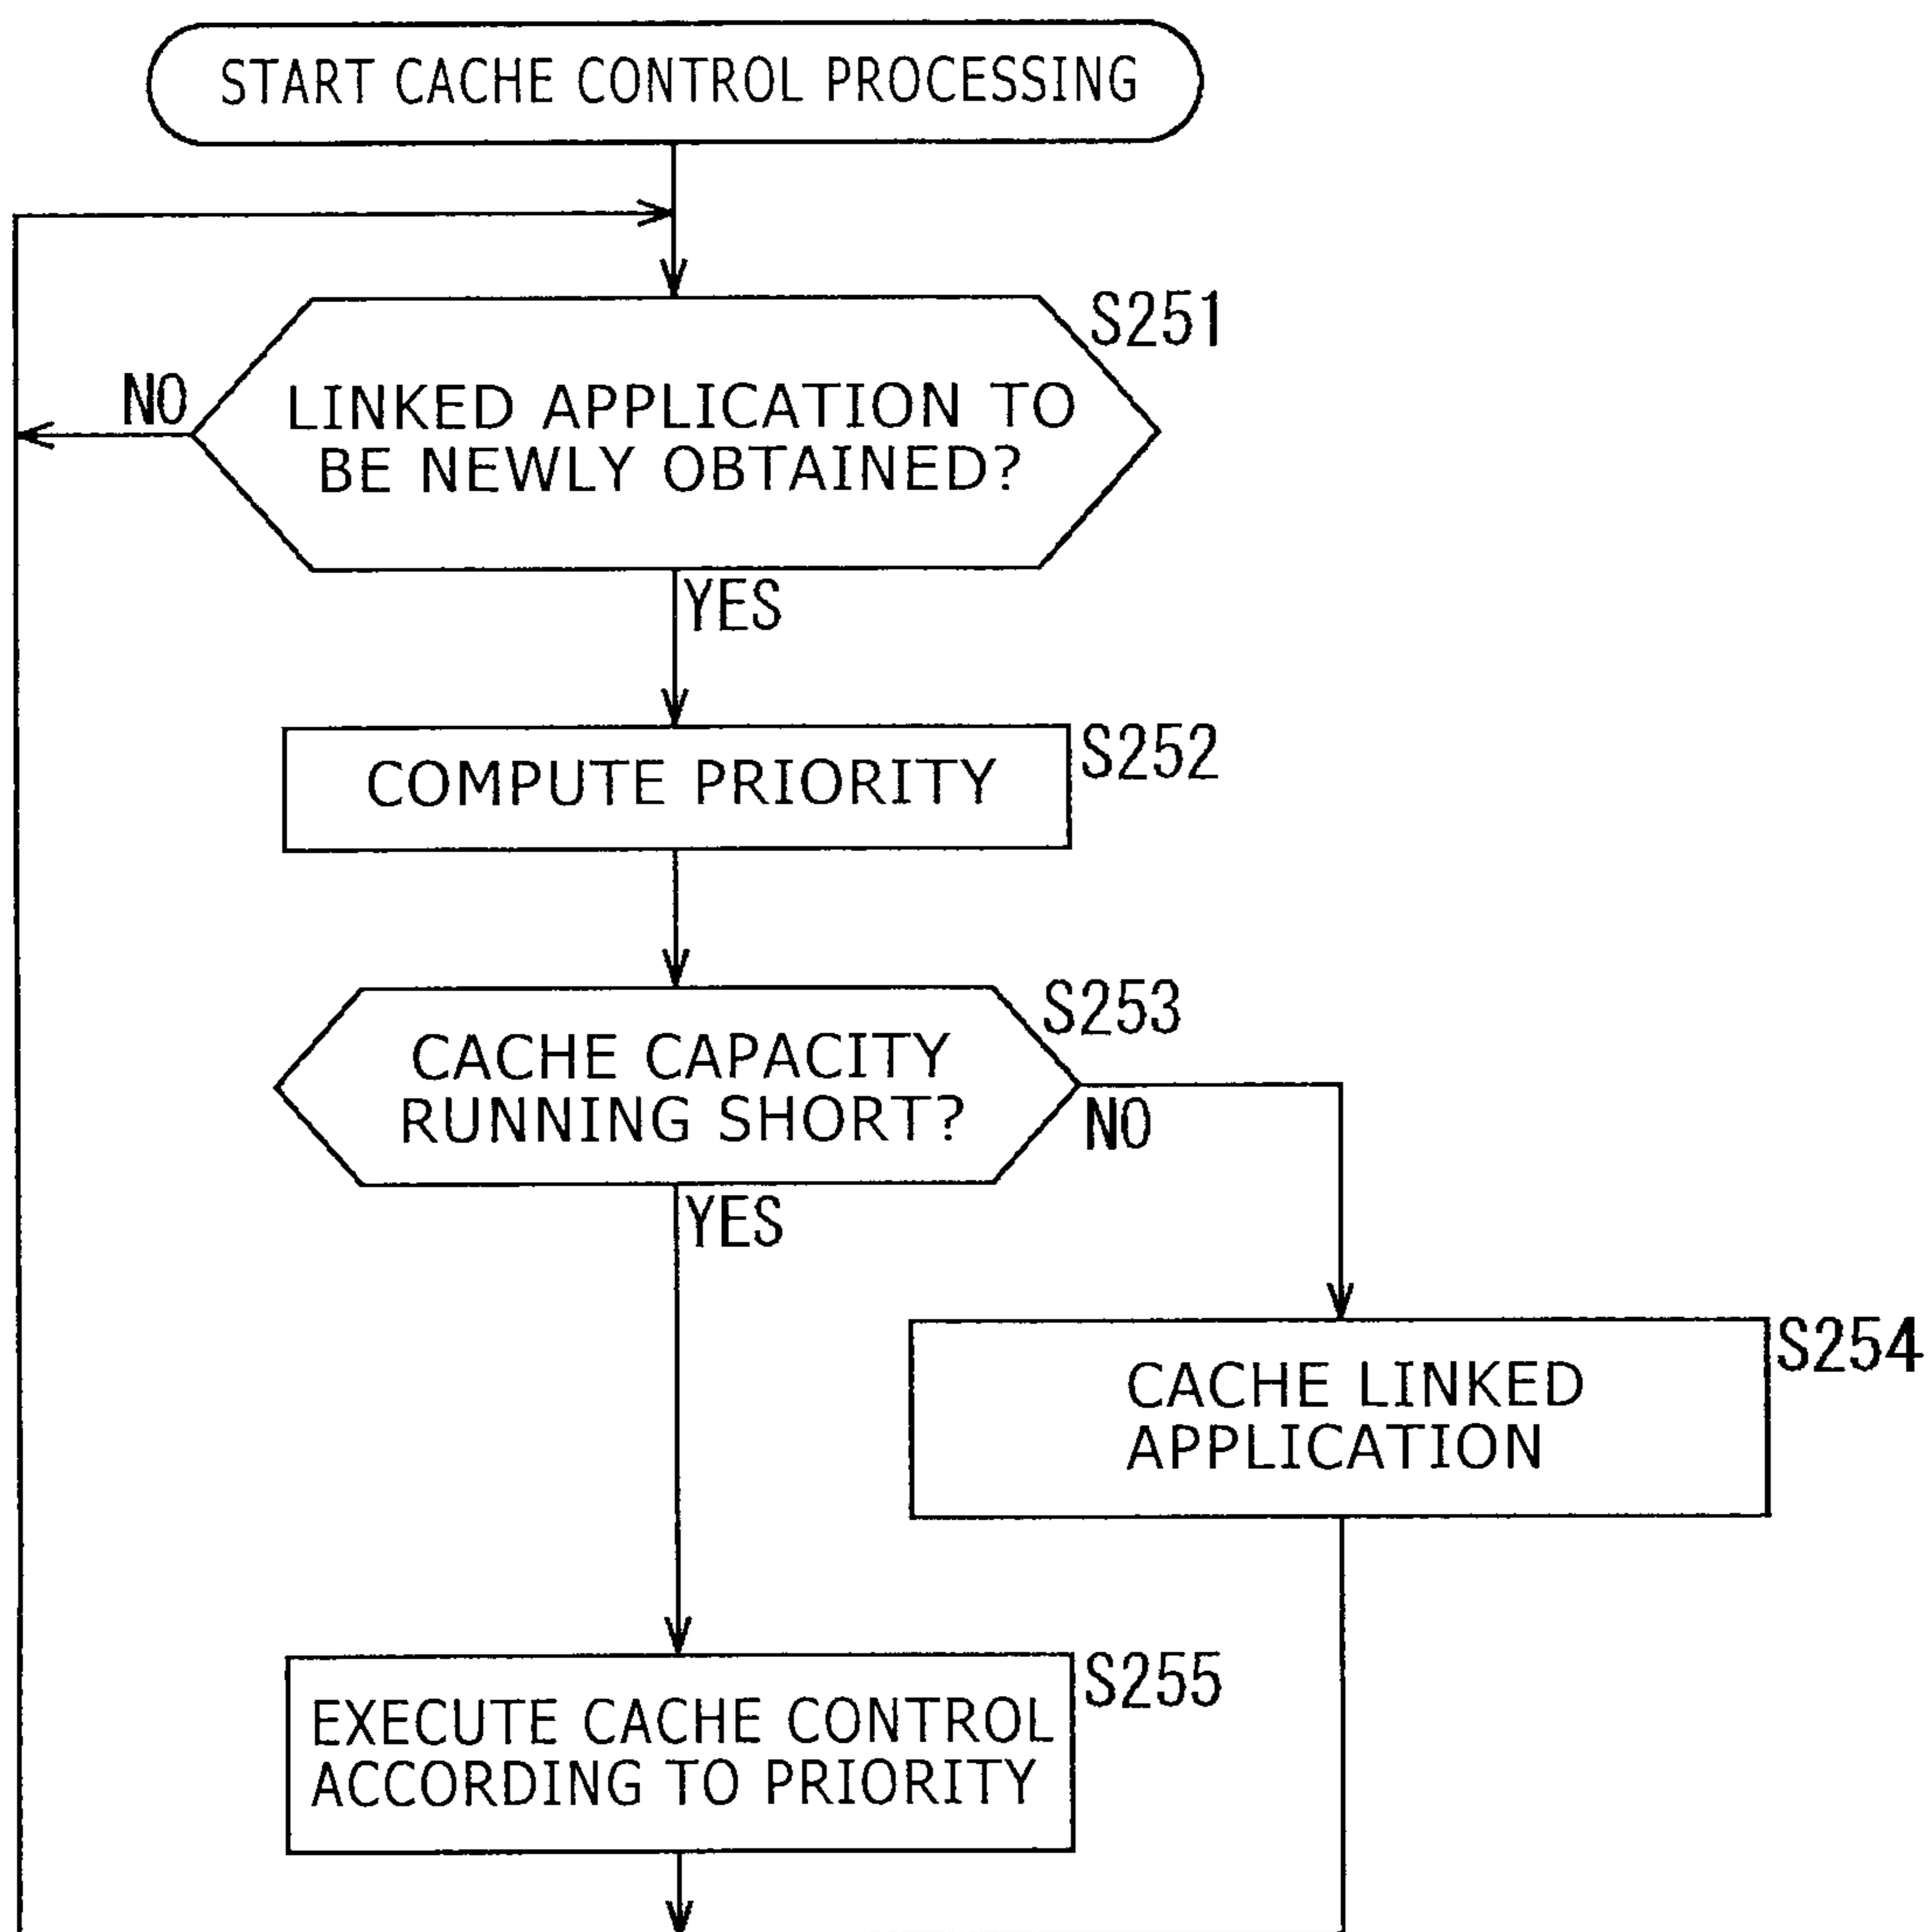 START CACHE CONTROL PROCESSING
S251
NO
LINKED APPLICATION TO
BE NEWLY OBTAINED?
YES
S252
COMPUTE PRIORITY
S253
CACHE CAPACITY
RUNNING SHORT?
NO
YES
S254
CACHE LINKED
APPLICATION
S255
EXECUTE CACHE CONTROL
ACCORDING TO PRIORITY